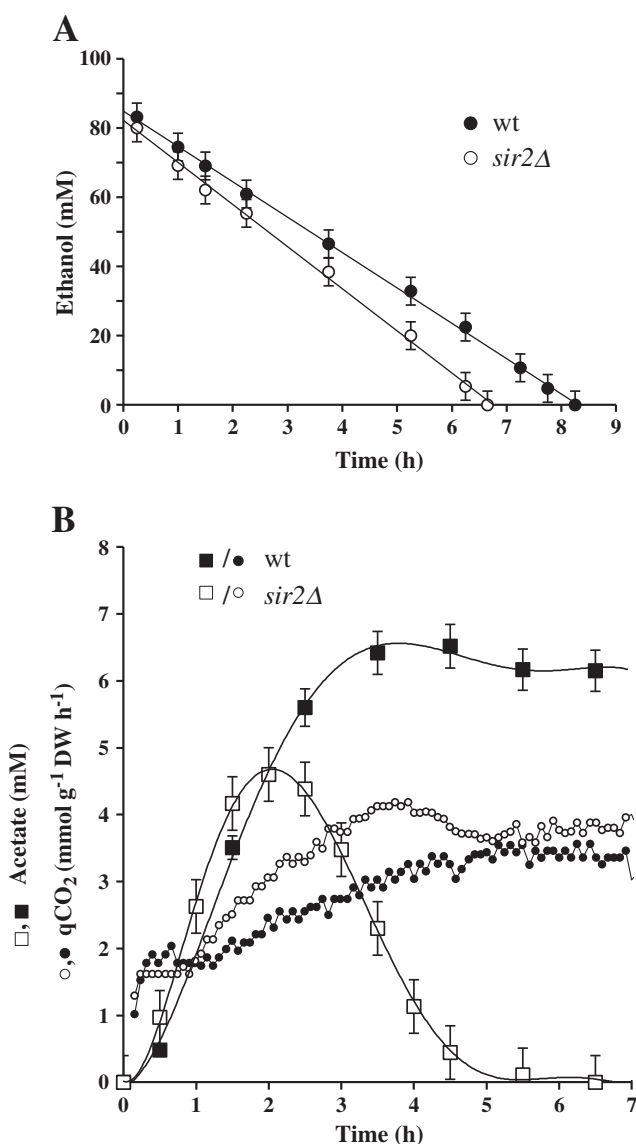 A
100
80
60
40
20
0
Ethanol (mM)
● wt
○ sir2Δ
0 1 2 3 4 5 6 7 8 9
Time (h)
B
8
7
6
5
4
3
2
1
0
■ /● wt
□ /○ sir2Δ
□, ■ Acetate (mM)
○,● qCO₂ (mmol g⁻¹ DW h⁻¹)
0 1 2 3 4 5 6 7
Time (h)